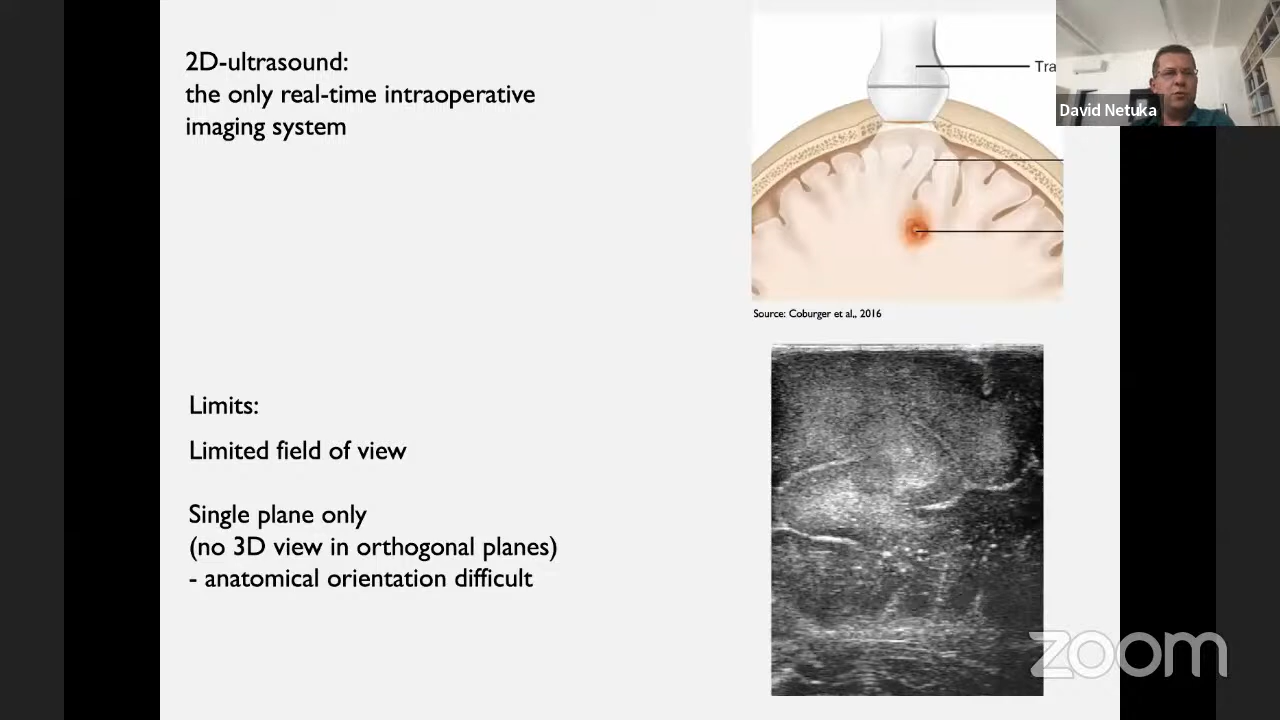 2D-ultrasound:
the only real-time intraoperative
imaging system
Tra
David Netuka
Source: Coburger et al,, 2016
Limits:
Limited field of view
Single plane only
(no 3D view in orthogonal planes)
- anatomical orientation difficult
zoom